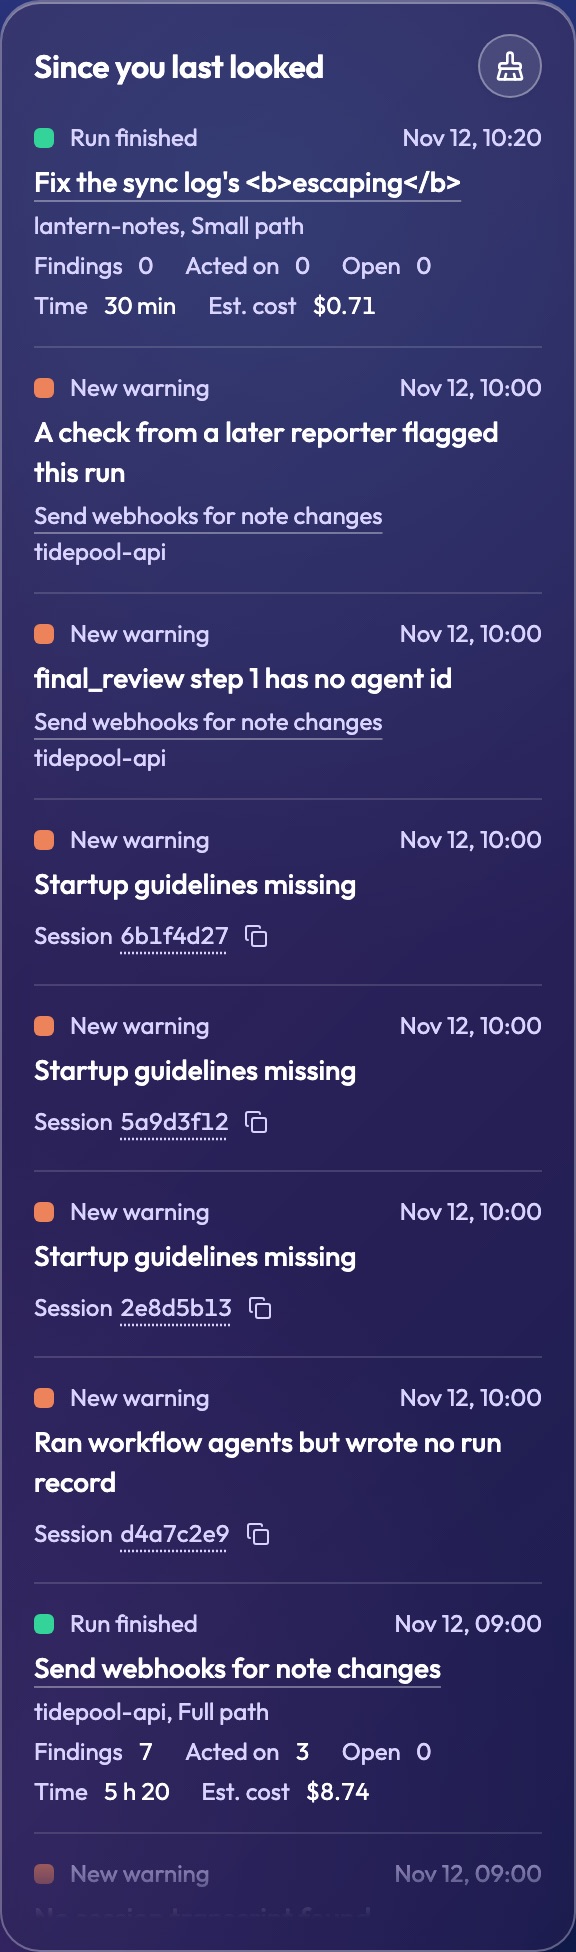 Since you last looked
Run finished Nov 12, 10:20
Fix the sync log's <b>escaping</b>
lantern-notes, Small path
Findings 0 Acted on 0 Open 0
Time 30 min Est. cost $0.71
New warning Nov 12, 10:00
A check from a later reporter flagged
this run
Send webhooks for note changes
tidepool-api
New warning Nov 12, 10:00
final_review step 1 has no agent id
Send webhooks for note changes
tidepool-api
New warning Nov 12, 10:00
Startup guidelines missing
Session 6b1f4d27
New warning Nov 12, 10:00
Startup guidelines missing
Session 5a9d3f12
New warning Nov 12, 10:00
Startup guidelines missing
Session 2e8d5b13
New warning Nov 12, 10:00
Ran workflow agents but wrote no run
record
Session d4a7c2e9
Run finished Nov 12, 09:00
Send webhooks for note changes
tidepool-api, Full path
Findings 7 Acted on 3 Open 0
Time 5 h 20 Est. cost $8.74
New warning Nov 12, 09:00